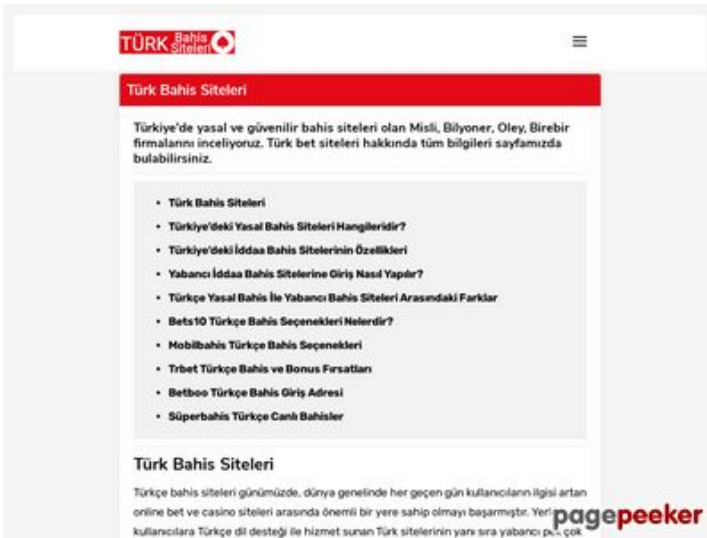 TÜRK Bahis Siteleri
Türk Bahis Siteleri
Türkiye'de yasal ve güvenilir bahis siteleri olan Misli, Bilyoner, Oley, Birebir
firmalarını inceliyoruz. Türk bet siteleri hakkında tüm bilgileri sayfamızda
bulabilirsiniz.
• Türk Bahis Siteleri
• Türkiye'deki Yasal Bahis Siteleri Hangileridir?
• Türkiye'deki İddaa Bahis Sitelerinin Özellikleri
• Yabancı İddaa Bahis Sitelerine Giriş Nasıl Yapılır?
• Türkçe Yasal Bahis İle Yabancı Bahis Siteleri Arasındaki Farklar
• Bets10 Türkçe Bahis Seçenekleri Nelerdir?
• Mobilbahis Türkçe Bahis Seçenekleri
• Trbet Türkçe Bahis ve Bonus Fırsatları
• Betboo Türkçe Bahis Giriş Adresi
• Süperbahis Türkçe Canlı Bahisler
Türk Bahis Siteleri
Türkçe bahis siteleri günümüzde, dünya genelinde her geçen gün kullanıcıların ilgisi artan
online bet ve casino siteleri arasında önemli bir yere sahip olmayı başarmıştır.
kullanıcılara Türkçe dil desteği ile hizmet sunan Türk sitelerinin yanı sıra yabancı çok
pagepeeker